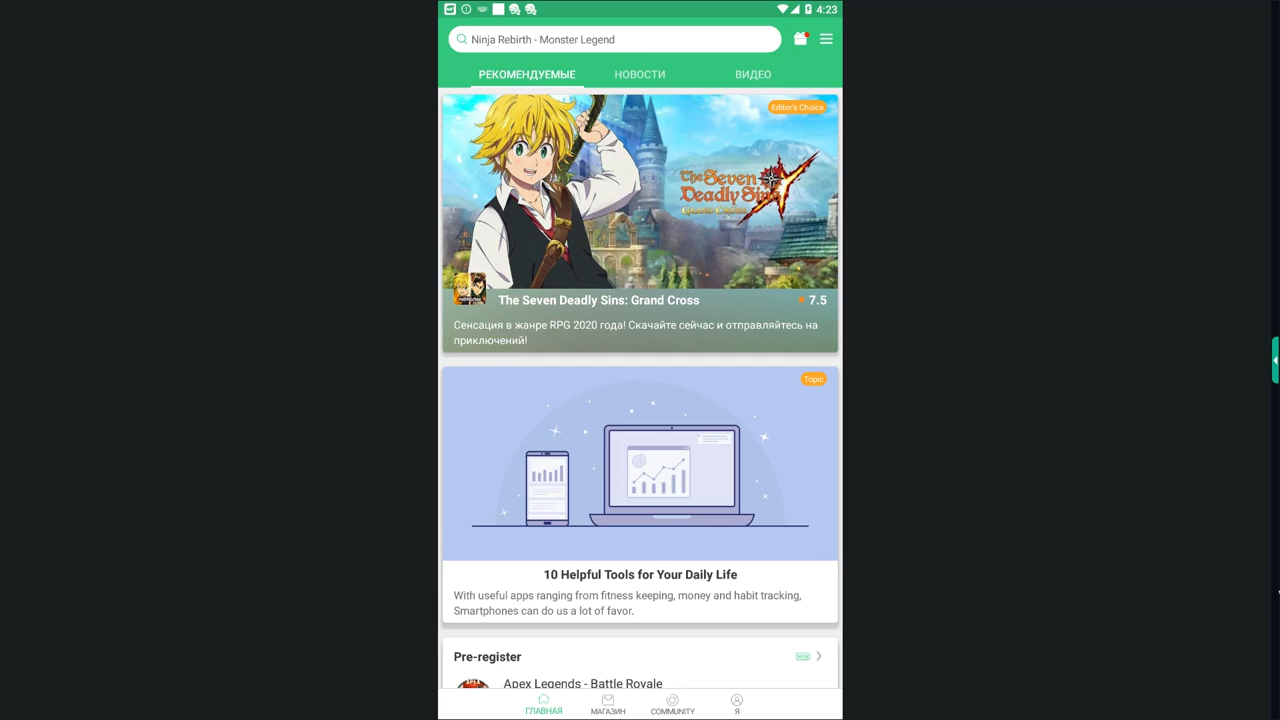 4:23
Ninja Rebirth - Monster Legend
РЕКОМЕНДУЕМЫЕ
НОВОСТИ
ВИДЕО
Editor's Choice
The Seven
Deadly Sins
The Seven Deadly Sins: Grand Cross
7.5
Сенсация в жанре RPG 2020 года! Скачайте сейчас и отправляйтесь на
приключений!
Topic
10 Helpful Tools for Your Daily Life
With useful apps ranging from fitness keeping, money and habit tracking,
Smartphones can do us a lot of favor.
Pre-register
Apex Legends - Battle Royale
ГЛАВНАЯ
МАГАЗИН
COMMUNITY
Я